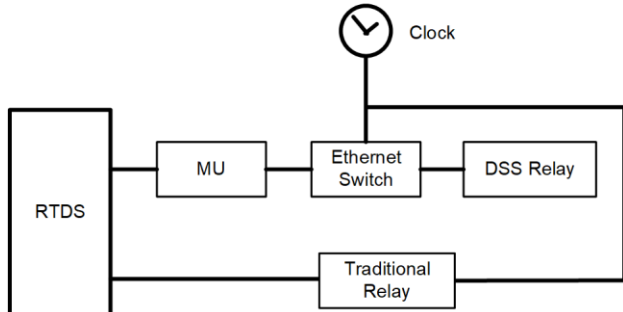 Clock
MU
Ethernet
Switch
DSS Relay
RTDS
Traditional
Relay